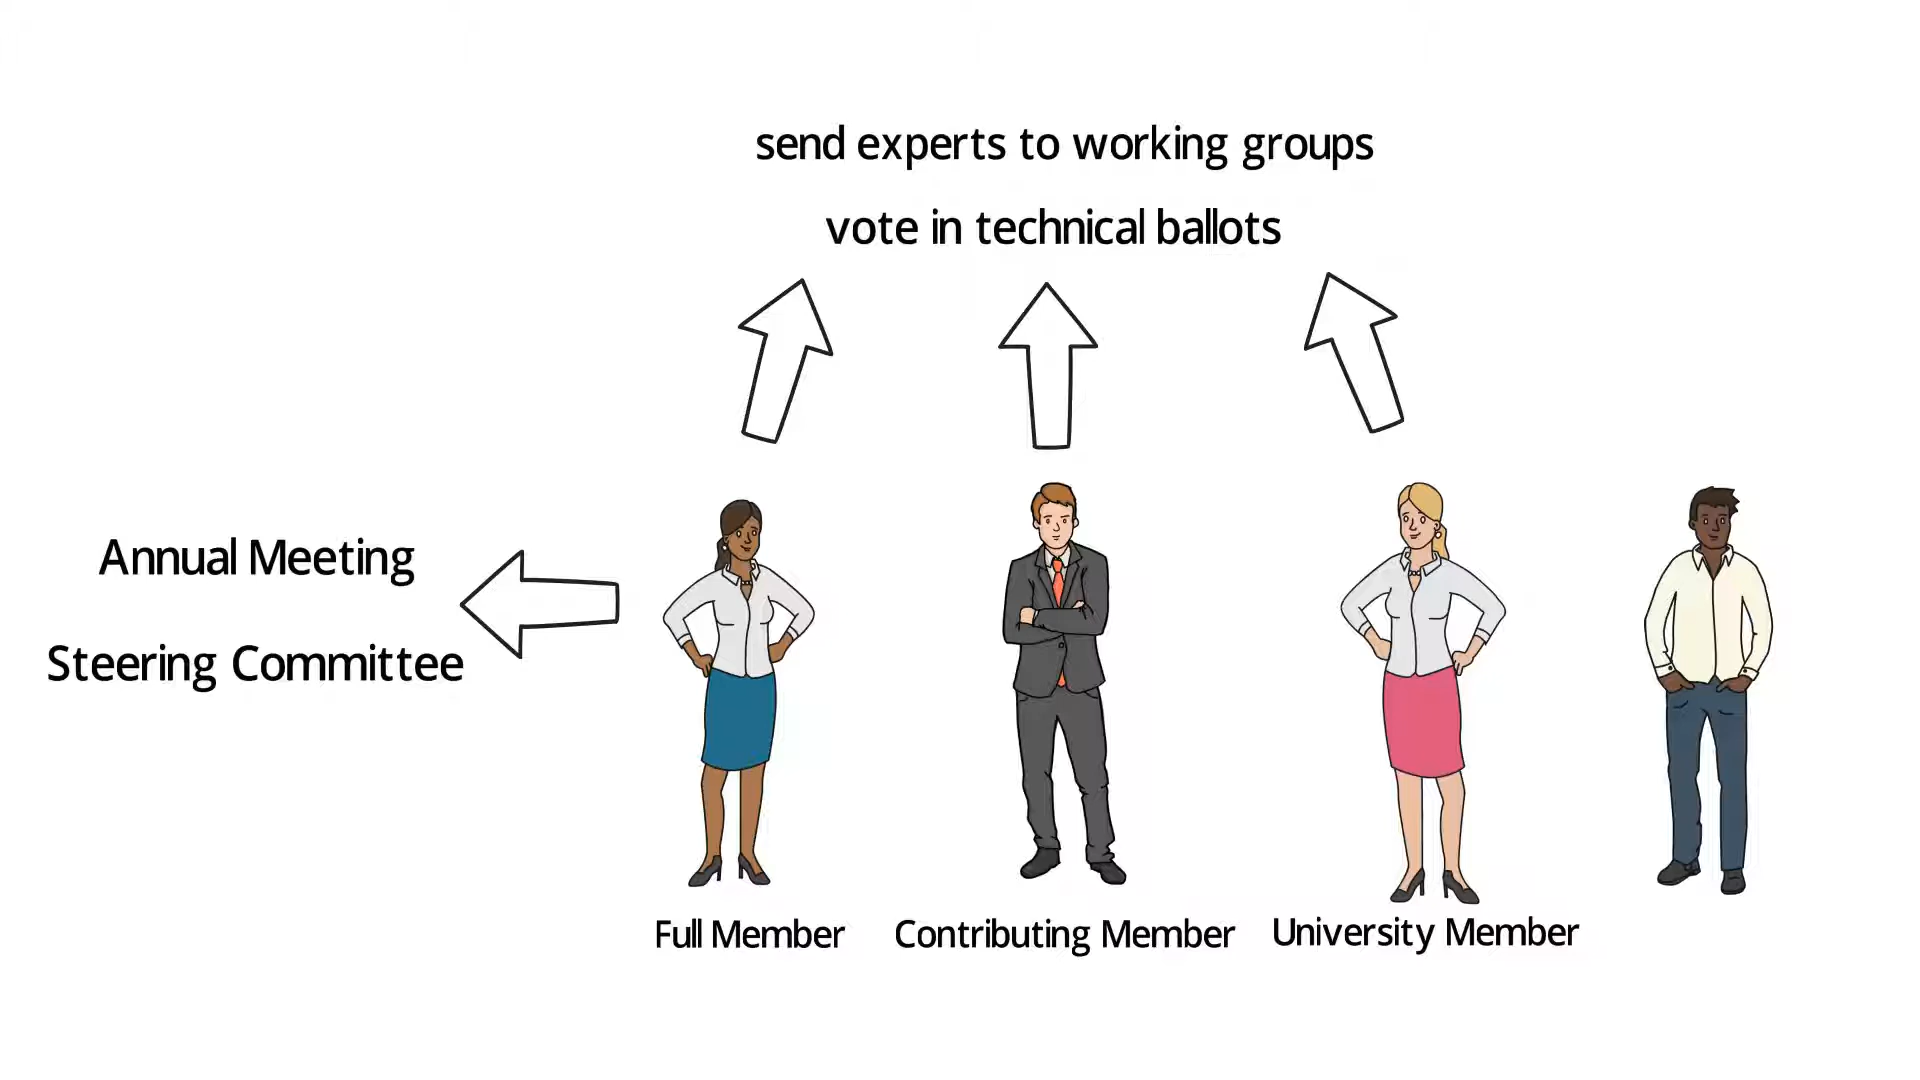 send experts to working groups
vote in technical ballots
Annual Meeting
Steering Committee
Full Member
Contributing Member
University Member